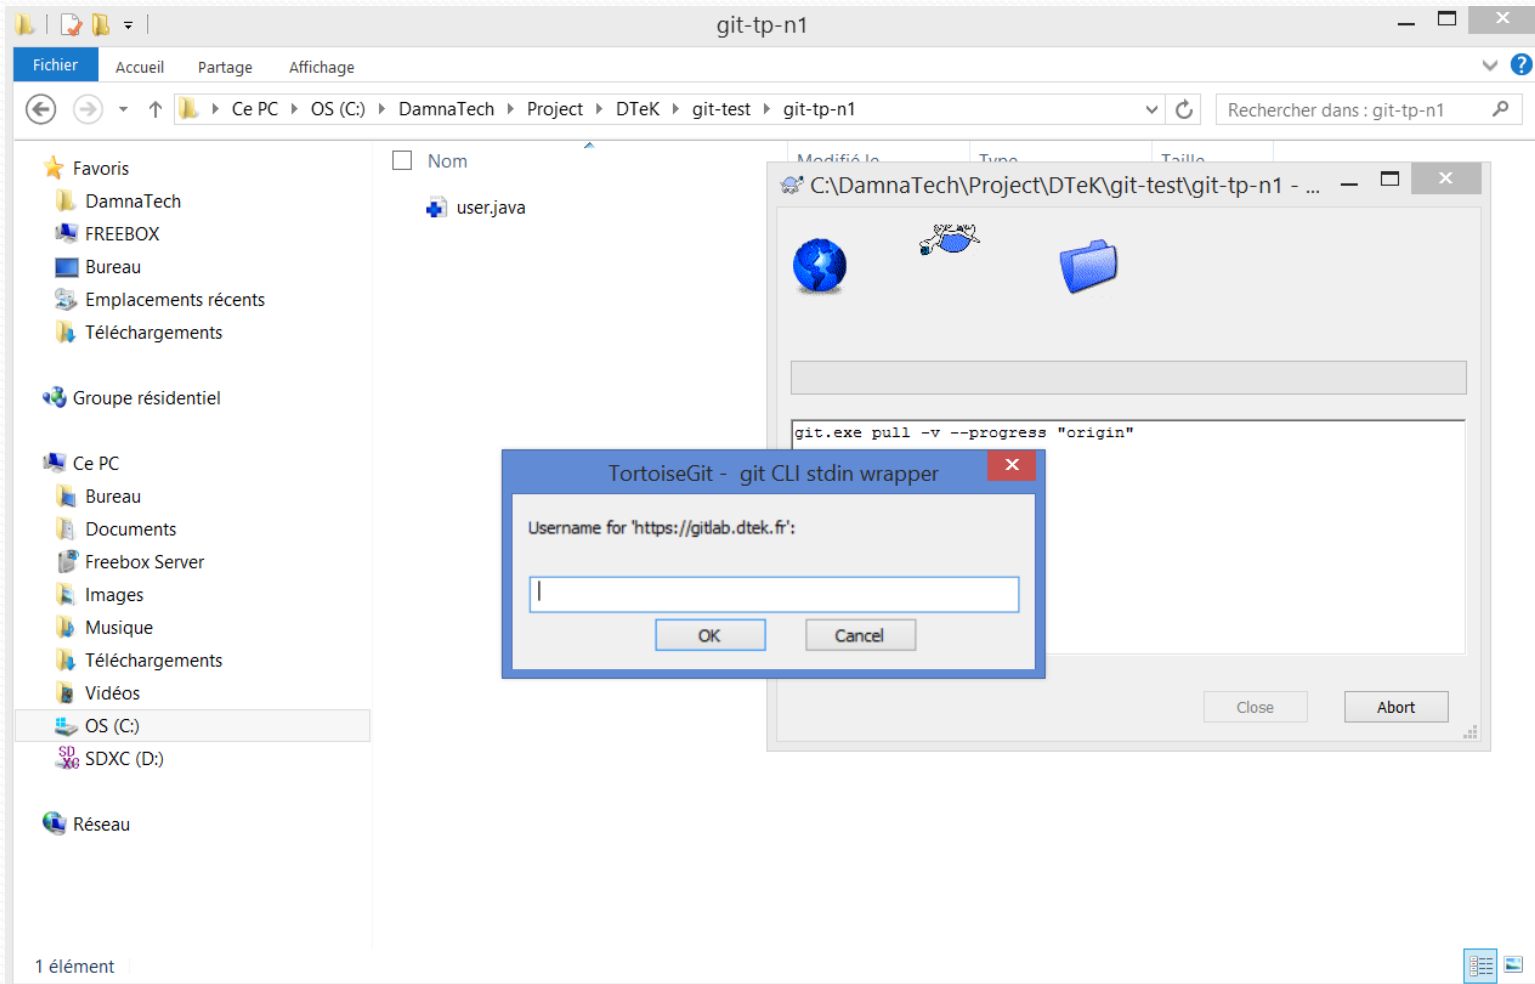 git-tp-n1
Fichier Accueil Partage Affichage
Ce PC OS (C:) DamnaTech Project DTeK git-test git-tp-n1
Rechercher dans : git-tp-n1
Favoris
DamnaTech
FREEBOX
Bureau
Emplacements récents
Téléchargements
Groupe résidentiel
Ce PC
Bureau
Documents
Freebox Server
Images
Musique
Téléchargements
Vidéos
OS (C:)
SDXC (D:)
Réseau
Nom Modifié le Type Taille
user.java
C:\DamnaTech\Project\DTeK\git-test\git-tp-n1 - ...
git.exe pull -v --progress "origin"
TortoiseGit - git CLI stdin wrapper
Username for 'https://gitlab.dtek.fr':
OK Cancel
Close Abort
1 élément